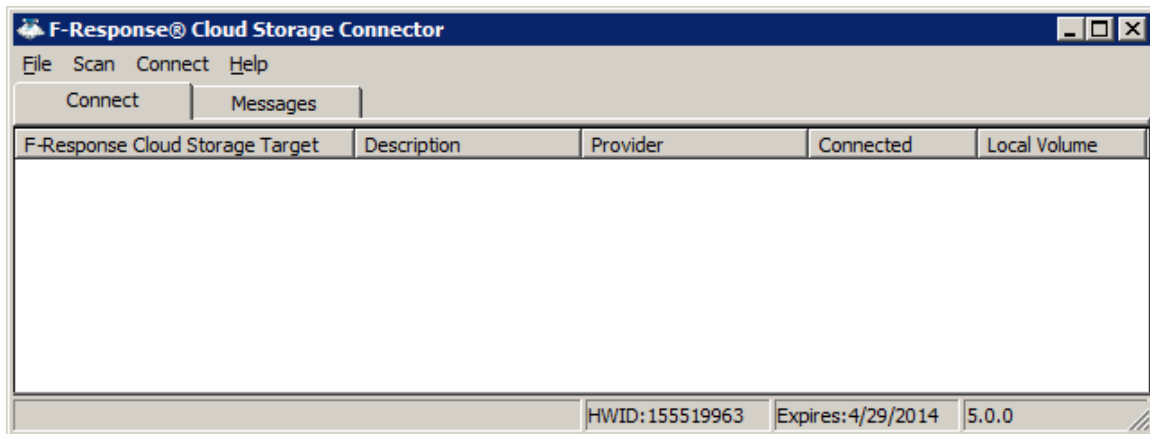 F-Response® Cloud Storage Connector
File Scan Connect Help
Connect Messages
F-Response Cloud Storage Target Description Provider Connected Local Volume
HWID:155519963 Expires:4/29/2014 5.0.0